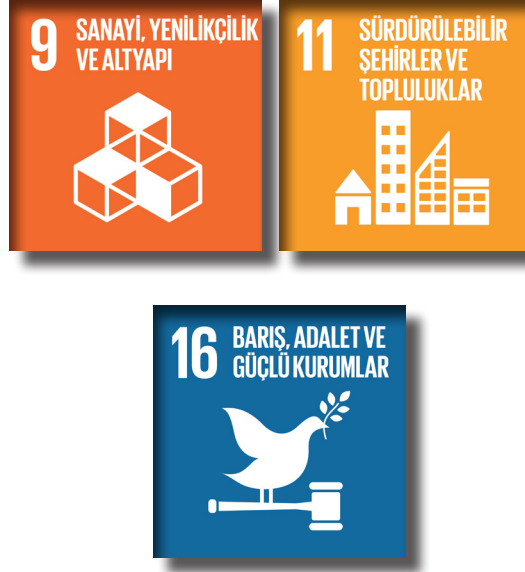 9
SANAYİ, YENİLİKÇİLİK
VE ALTYAPI
11
SÜRDÜRÜLEBİLİR
ŞEHİRLER VE
TOPLULUKLAR
16
BARIŞ, ADALET VE
GÜÇLÜ KURUMLAR